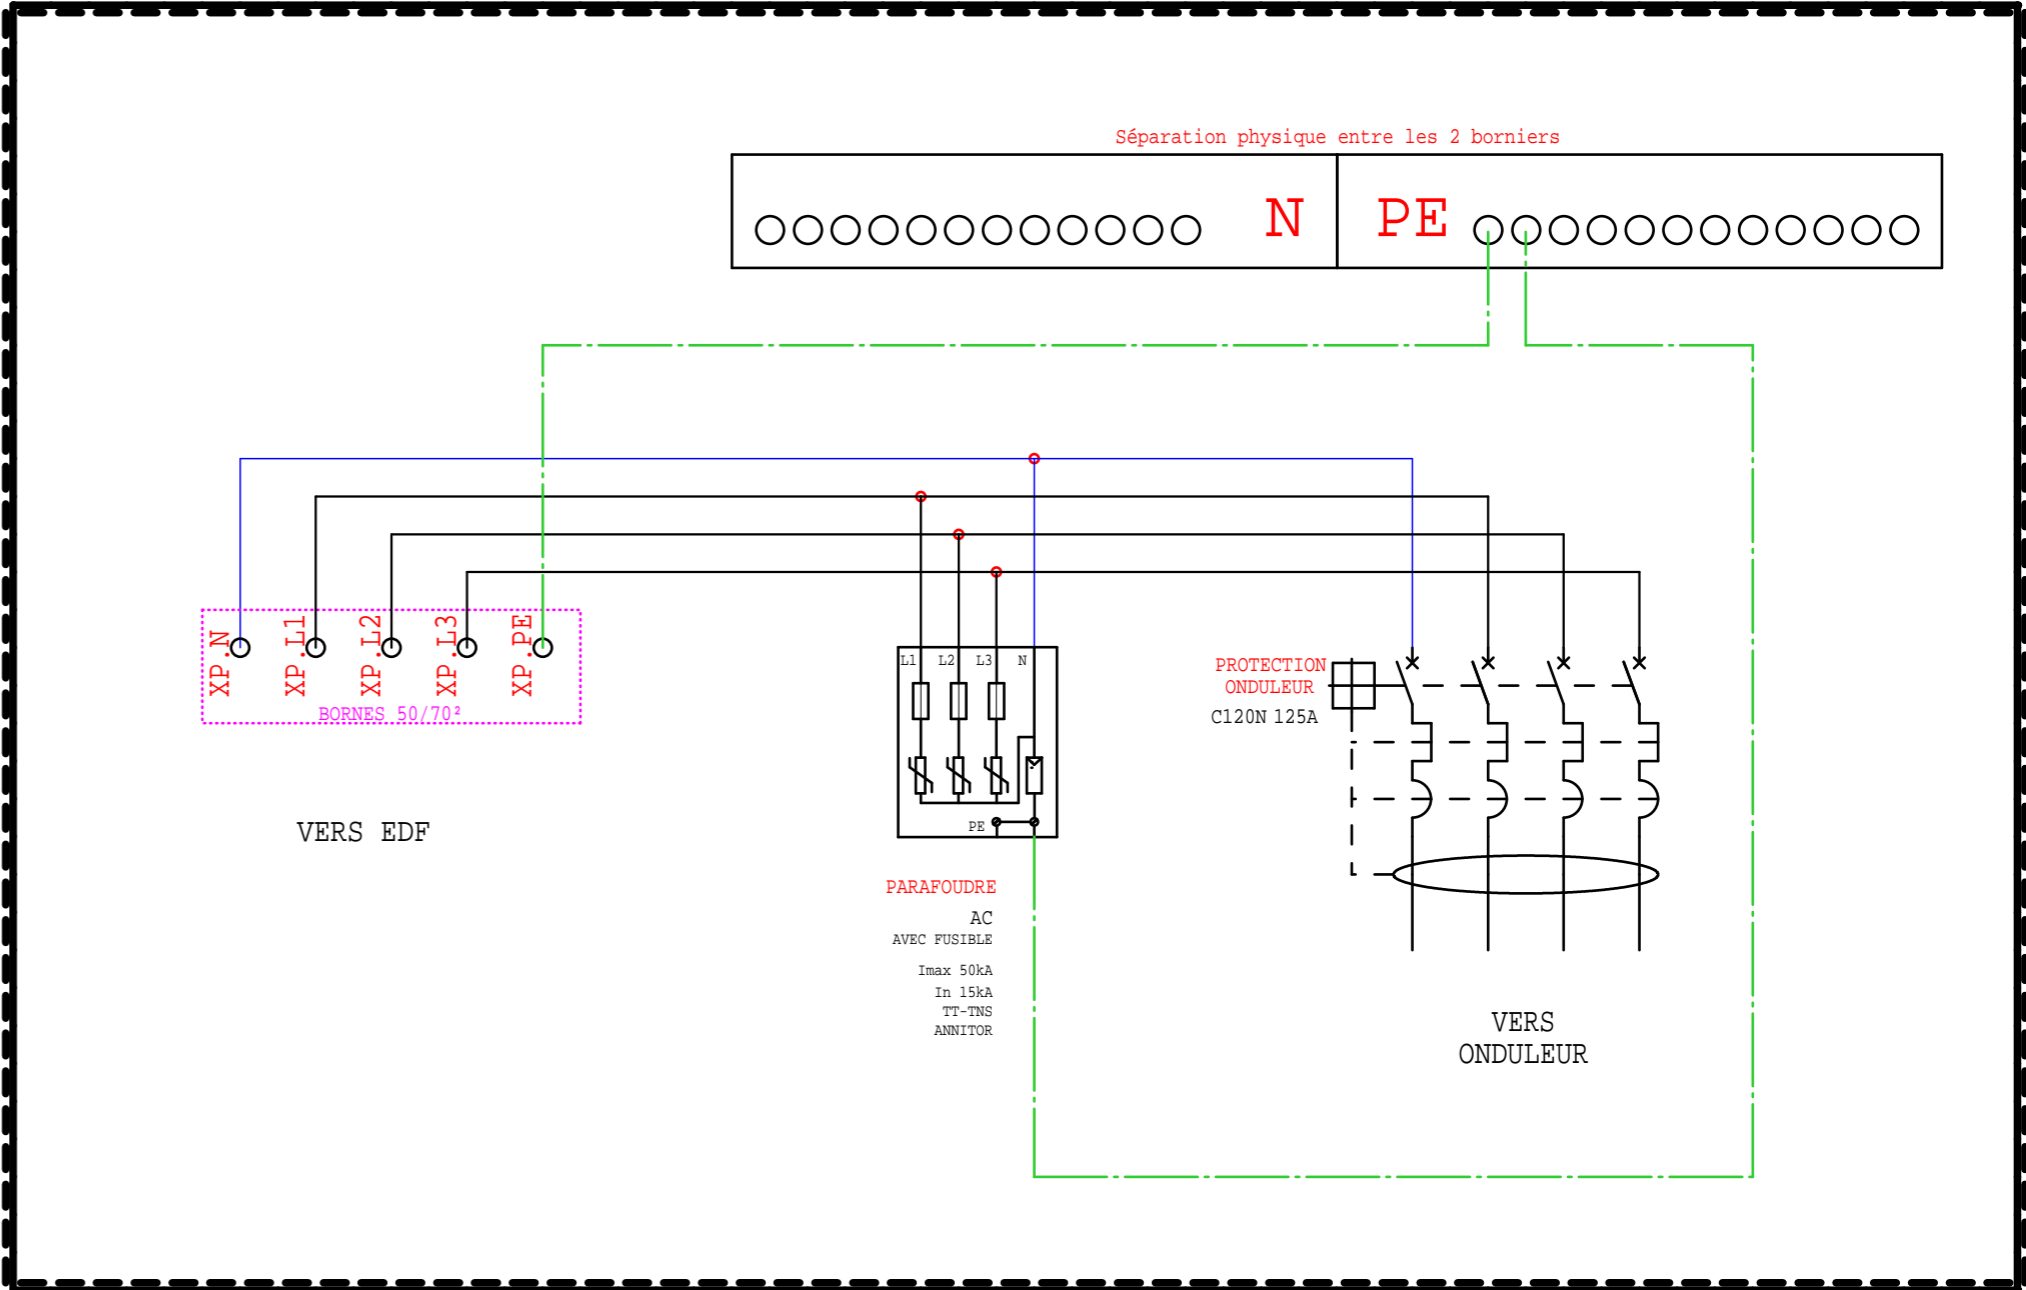 Séparation physique entre les 2 borniers
N
PE
XP.N
XP.L1
XP.L2
XP.L3
XP.PE
BORNES 50/70²
VERS EDF
L1
L2
L3
N
PE
PARAFOUDRE
AC
AVEC FUSIBLE
Imax 50kA
In 15kA
TT-TNS
ANNITOR
PROTECTION
ONDULEUR
C120N 125A
VERS
ONDULEUR